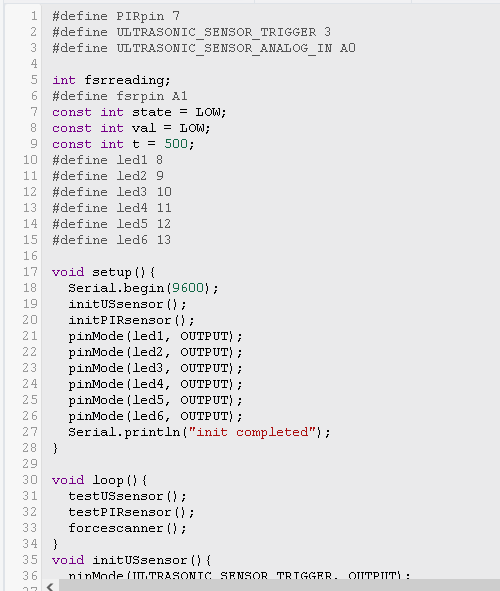 1 #define PIRpin 7
2 #define ULTRASONIC_SENSOR_TRIGGER 3
3 #define ULTRASONIC_SENSOR_ANALOG_IN A0
4
5 int fsrreading;
6 #define fsrpin A1
7 const int state = LOW;
8 const int val = LOW;
9 const int t = 500;
10 #define led1 8
11 #define led2 9
12 #define led3 10
13 #define led4 11
14 #define led5 12
15 #define led6 13
16
17 void setup(){
18   Serial.begin(9600);
19   initUSsensor();
20   initPIRsensor();
21   pinMode(led1, OUTPUT);
22   pinMode(led2, OUTPUT);
23   pinMode(led3, OUTPUT);
24   pinMode(led4, OUTPUT);
25   pinMode(led5, OUTPUT);
26   pinMode(led6, OUTPUT);
27   Serial.println("init completed");
28 }
29
30 void loop(){
31   testUSsensor();
32   testPIRsensor();
33   forcescanner();
34 }
35 void initUSsensor(){
36   pinMode(ULTRASONIC_SENSOR_TRIGGER, OUTPUT);